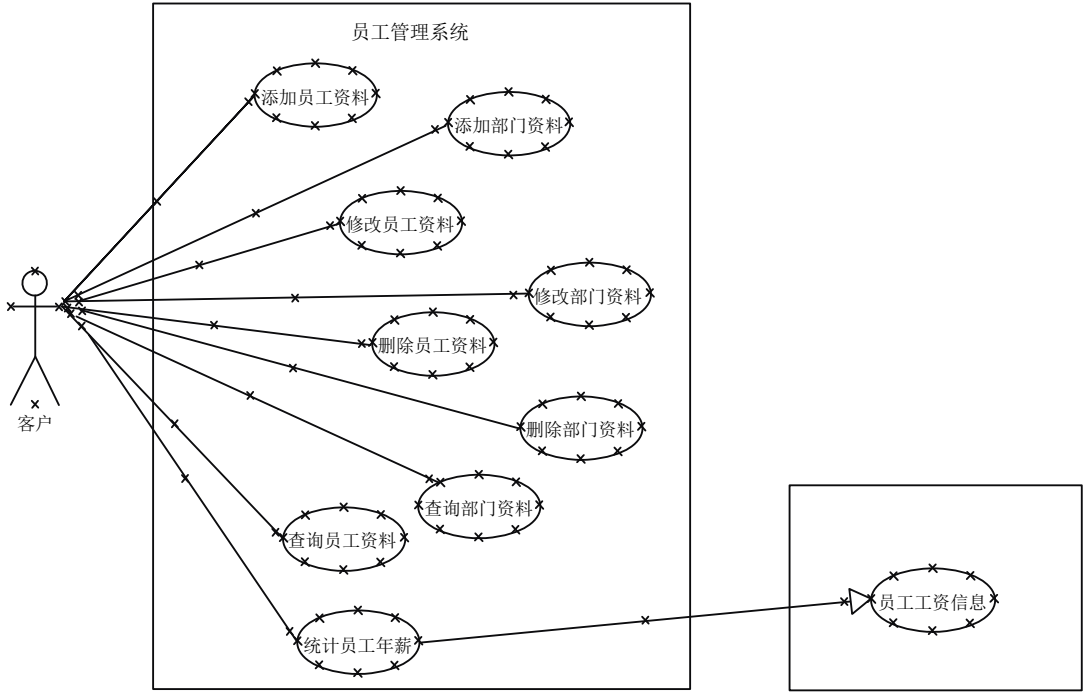 员工管理系统
添加员工资料
添加部门资料
修改员工资料
修改部门资料
删除员工资料
客户
删除部门资料
查询部门资料
查询员工资料
员工工资信息
统计员工年薪